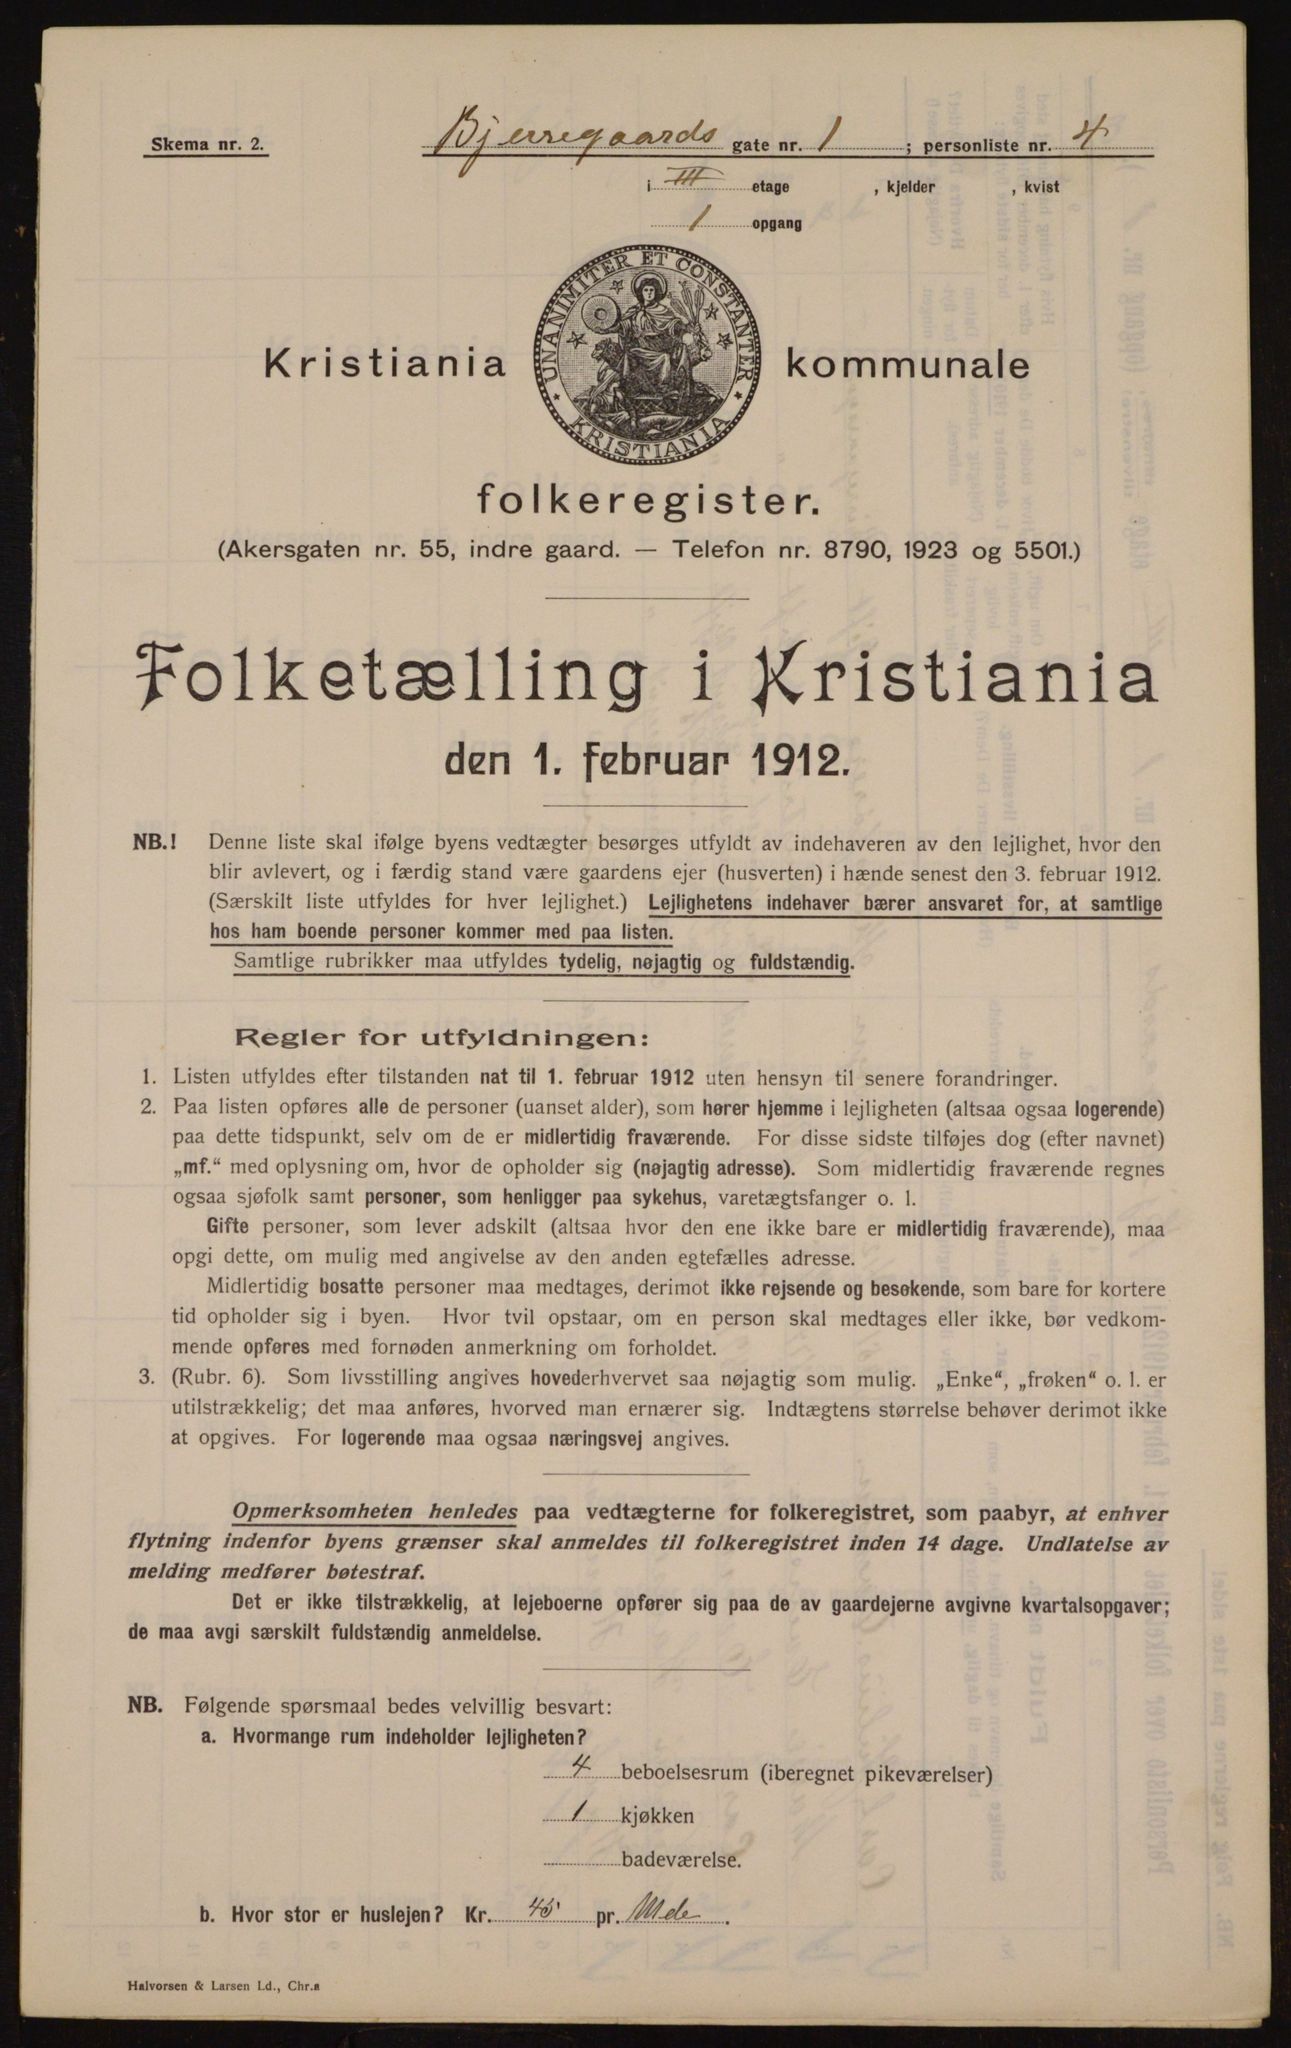 Skema nr. 2.
Bjerregaards gate nr. 1; personliste nr. 4
i III etage , kjelder , kvist
1 opgang
UNANIMITER ET CONSTANTER
KRISTIANIA
Kristiania kommunale
folkeregister.
(Akersgaten nr. 55, indre gaard. — Telefon nr. 8790, 1923 og 5501.)
Folketælling i Kristiania
den 1. februar 1912.
NB.! Denne liste skal ifølge byens vedtægter besørges utfyldt av indehaveren av den lejlighet, hvor den
blir avlevert, og i færdig stand være gaardens ejer (husverten) i hænde senest den 3. februar 1912.
(Særskilt liste utfyldes for hver lejlighet.) Lejlighetens indehaver bærer ansvaret for, at samtlige
hos ham boende personer kommer med paa listen.
Samtlige rubrikker maa utfyldes tydelig, nøjagtig og fuldstændig.
Regler for utfyldningen:
1. Listen utfyldes efter tilstanden nat til 1. februar 1912 uten hensyn til senere forandringer.
2. Paa listen opføres alle de personer (uanset alder), som hører hjemme i lejligheten (altsaa ogsaa logerende)
paa dette tidspunkt, selv om de er midlertidig fraværende. For disse sidste tilføjes dog (efter navnet)
„mf.“ med oplysning om, hvor de opholder sig (nøjagtig adresse). Som midlertidig fraværende regnes
ogsaa sjøfolk samt personer, som henligger paa sykehus, varetægtsfanger o. l.
Gifte personer, som lever adskilt (altsaa hvor den ene ikke bare er midlertidig fraværende), maa
opgi dette, om mulig med angivelse av den anden egtefælles adresse.
Midlertidig bosatte personer maa medtages, derimot ikke rejsende og besøkende, som bare for kortere
tid opholder sig i byen. Hvor tvil opstaar, om en person skal medtages eller ikke, bør vedkom-
mende opføres med fornøden anmerkning om forholdet.
3. (Rubr. 6). Som livsstilling angives hovederhvervet saa nøjagtig som mulig. „Enke“, „frøken“ o. l. er
utilstrækkelig; det maa anføres, hvorved man ernærer sig. Indtægtens størrelse behøver derimot ikke
at opgives. For logerende maa ogsaa næringsvej angives.
Opmerksomheten henledes paa vedtægterne for folkeregistret, som paabyr, at enhver
flytning indenfor byens grænser skal anmeldes til folkeregistret inden 14 dage. Undlatelse av
melding medfører bøtestraf.
Det er ikke tilstrækkelig, at lejeboerne opfører sig paa de av gaardejerne avgivne kvartalsopgaver;
de maa avgi særskilt fuldstændig anmeldelse.
NB. Følgende spørsmaal bedes velvillig besvart:
a. Hvormange rum indeholder lejligheten?
4 beboelsesrum (iberegnet pikeværelser)
1 kjøkken
badeværelse.
b. Hvor stor er huslejen? Kr. 45 pr. Mde.
Halvorsen & Larsen Ld., Chr.a